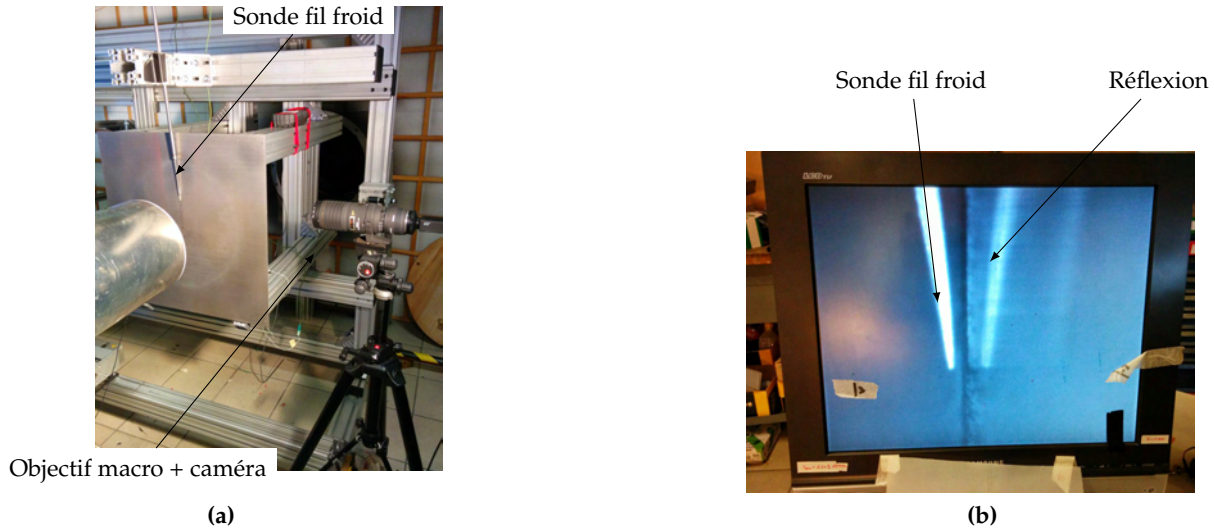 Sonde fil froid
Objectif macro + caméra
(a)
Sonde fil froid
Réflexion
(b)